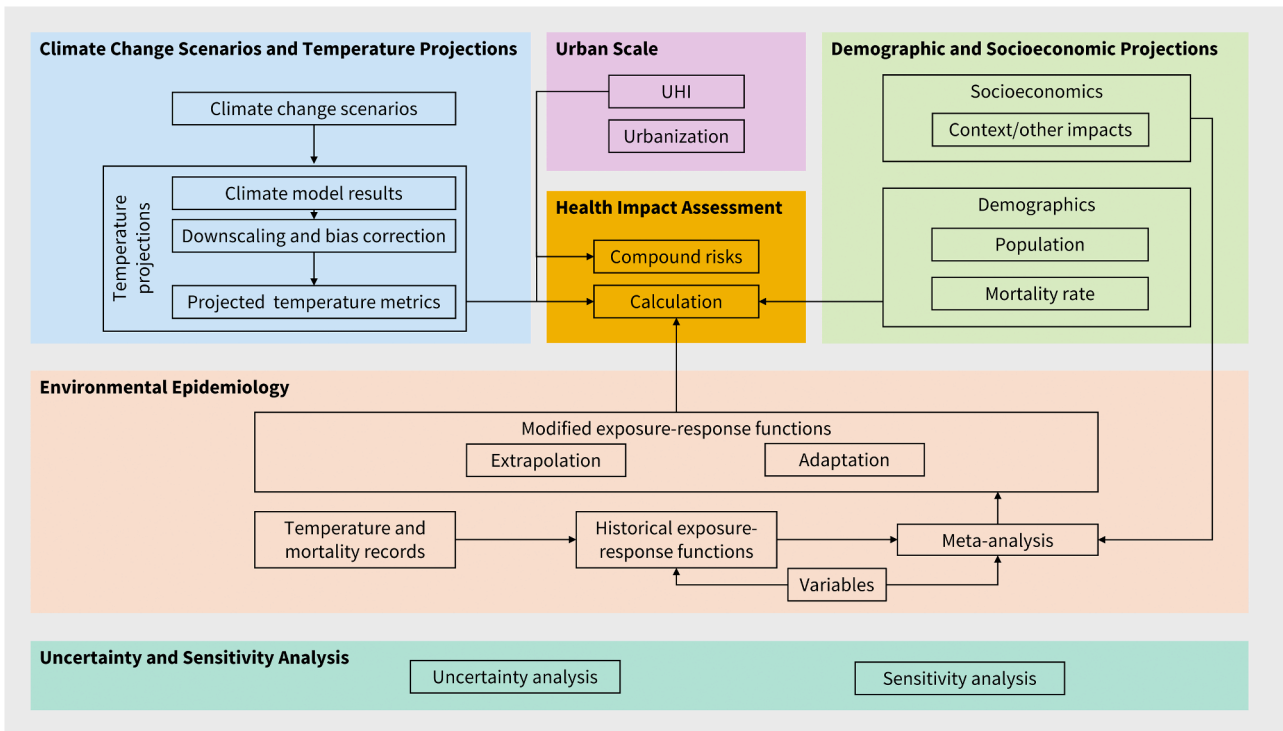 Climate Change Scenarios and Temperature Projections
Climate change scenarios
Temperature
projections
Climate model results
Downscaling and bias correction
Projected temperature metrics
Urban Scale
UHI
Urbanization
Health Impact Assessment
Compound risks
Calculation
Demographic and Socioeconomic Projections
Socioeconomics
Context/other impacts
Demographics
Population
Mortality rate
Environmental Epidemiology
Modified exposure-response functions
Extrapolation
Adaptation
Temperature and
mortality records
Historical exposure-
response functions
Meta-analysis
Variables
Uncertainty and Sensitivity Analysis
Uncertainty analysis
Sensitivity analysis